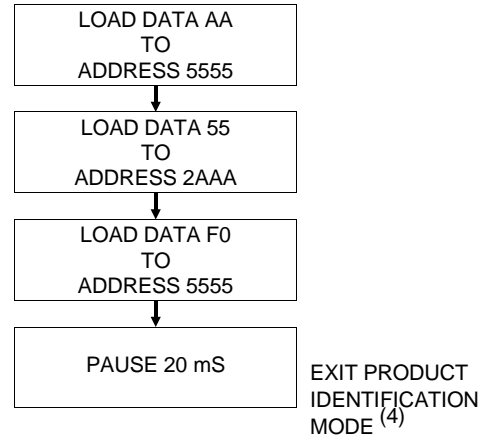 LOAD DATA AA
TO
ADDRESS 5555
LOAD DATA 55
TO
ADDRESS 2AAA
LOAD DATA F0
TO
ADDRESS 5555
PAUSE 20 mS
EXIT PRODUCT
IDENTIFICATION
MODE (4)